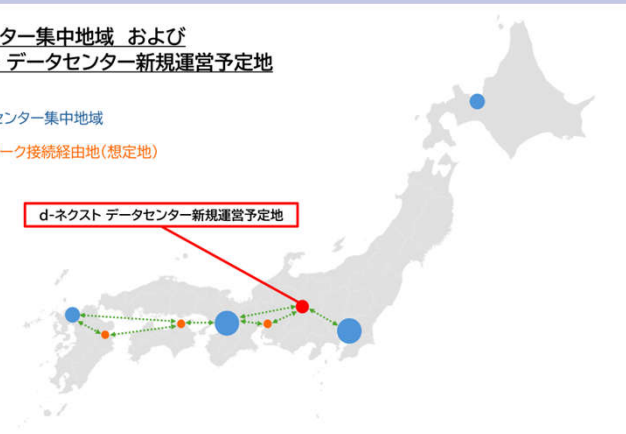 ター集中地域 および
データセンター新規運営予定地
センター集中地域
ーク接続経由地(想定地)
d-ネクスト データセンター新規運営予定地